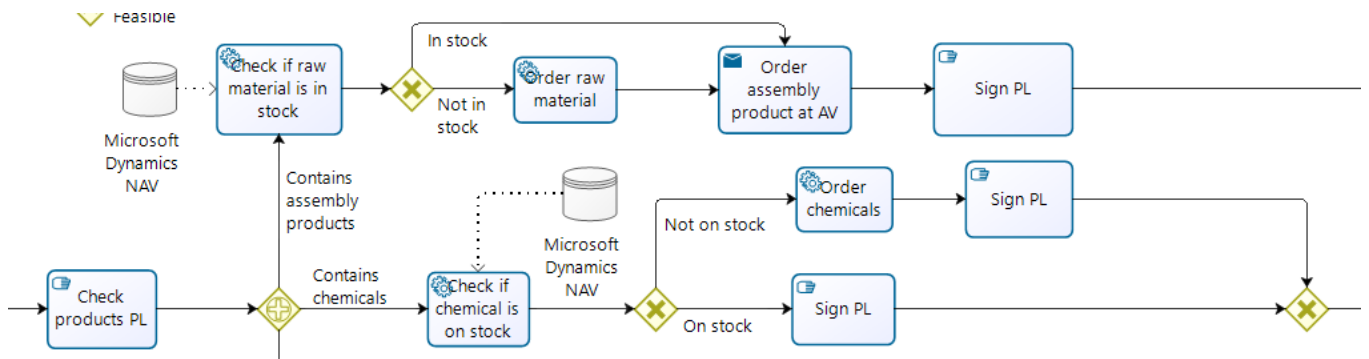 Feasible
In stock
Check if raw
material is in
stock
Order raw
material
Order
assembly
product at AV
Sign PL
Not in
stock
Microsoft
Dynamics
NAV
Contains
assembly
products
Order
chemicals
Sign PL
Not on stock
Microsoft
Dynamics
NAV
Contains
chemicals
Check
products PL
Check if
chemical is
on stock
Sign PL
On stock